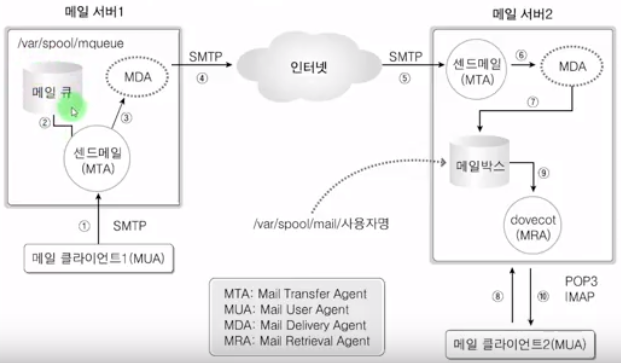 메일 서버1
/var/spool/mqueue
메일 큐
②
③
MDA
센드메일
(MTA)
①
SMTP
메일 클라이언트1(MUA)
SMTP
④
인터넷
SMTP
⑤
메일 서버2
센드메일
(MTA)
⑥
MDA
⑦
메일박스
⑨
/var/spool/mail/사용자명
dovecot
(MRA)
⑧
⑩
POP3
IMAP
메일 클라이언트2(MUA)
MTA: Mail Transfer Agent
MUA: Mail User Agent
MDA: Mail Delivery Agent
MRA: Mail Retrieval Agent